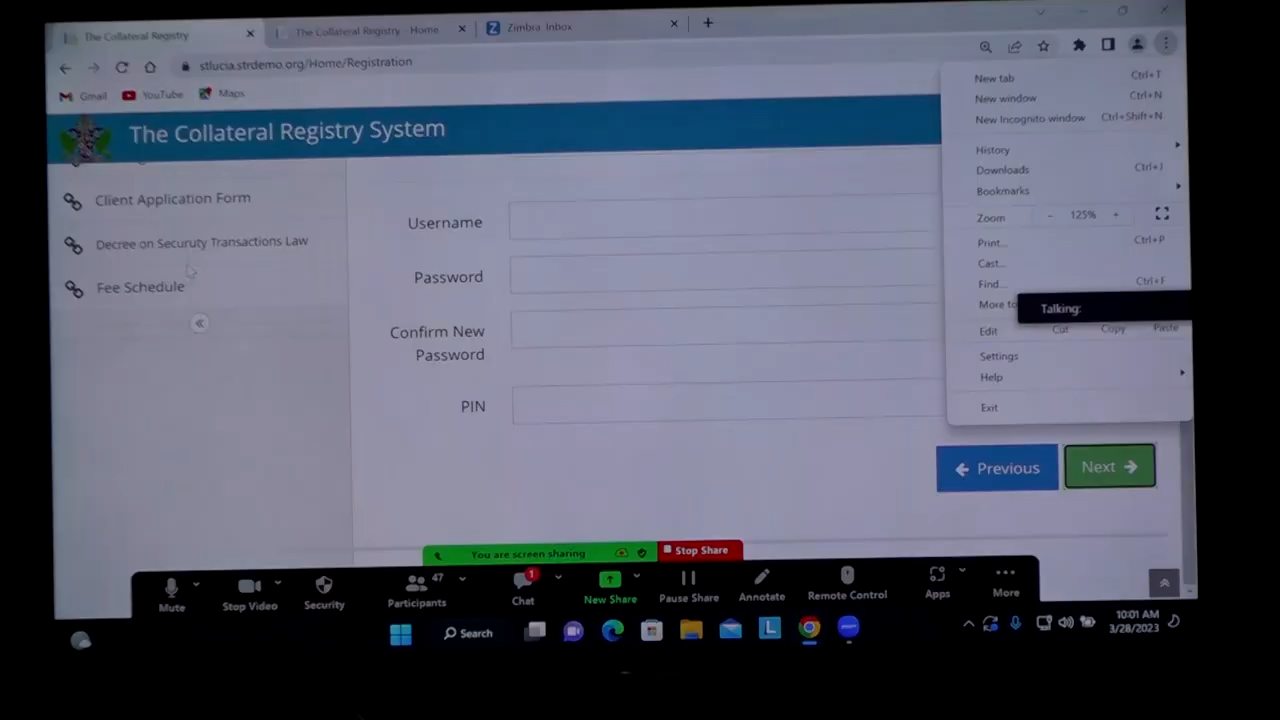 The Collateral Registry
The Collateral Registry - Home
Zimbra Inbox
stlucia.strdemo.org/Home/Registration
Gmail
YouTube
Maps
The Collateral Registry System
Client Application Form
Decree on Securuty Transactions Law
Fee Schedule
Username
Password
Confirm New
Password
PIN
New tab Ctrl+T
New window Ctrl+N
New Incognito window Ctrl+Shift+N
History
Downloads Ctrl+J
Bookmarks
Zoom - 125% +
Print... Ctrl+P
Cast...
Find... Ctrl+F
More to
Talking:
Edit Cut Copy Paste
Settings
Help
Exit
Previous
Next
You are screen sharing
Stop Share
Mute
Stop Video
Security
47
Participants
1
Chat
New Share
Pause Share
Annotate
Remote Control
Apps
More
Search
L
10:01 AM
3/28/2023